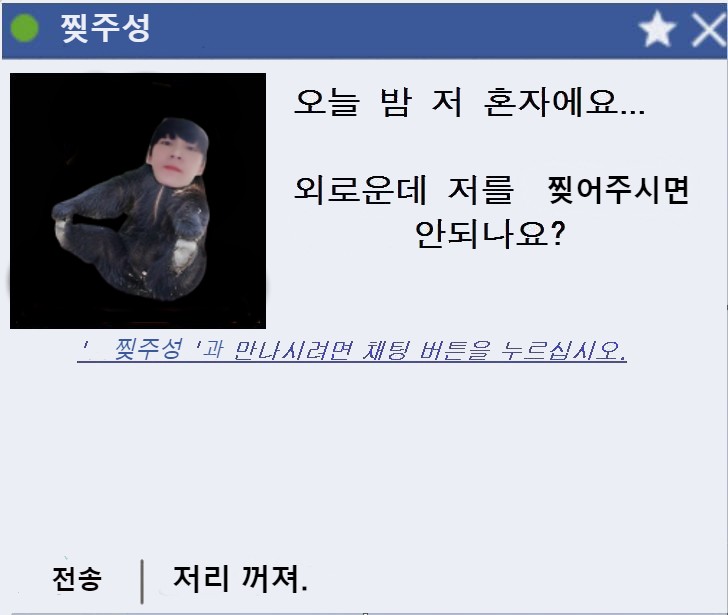 찢주성
오늘 밤 저 혼자에요...
외로운데 저를 찢어주시면
안되나요?
' 찢주성 '과 만나시려면 채팅 버튼을 누르십시오.
전송 저리 꺼져.